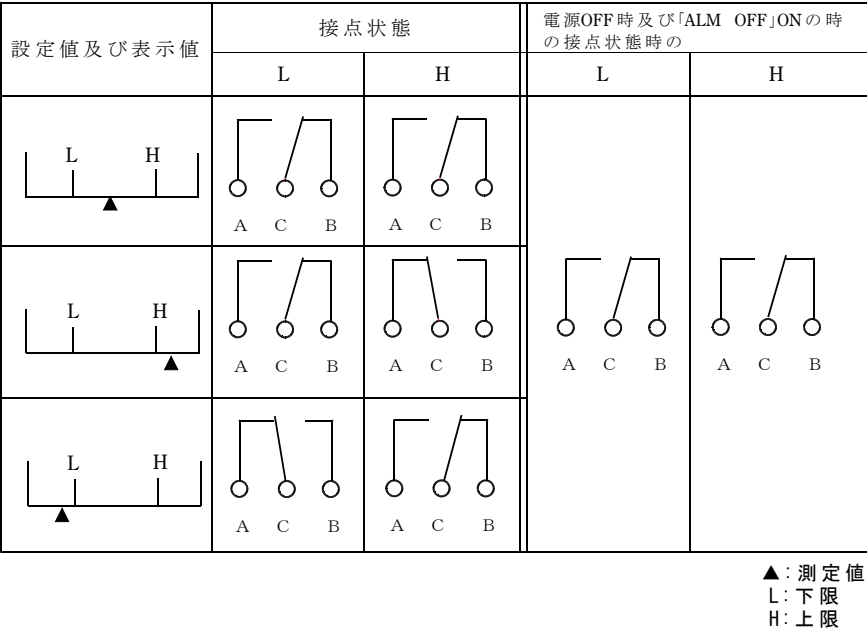 設定値及び表示値
接点状態
電源OFF時及び「ALM OFF」ONの時
の接点状態時の
L H
L H
L H
A C B
A C B
L H
A C B
A C B
A C B
A C B
L H
A C B
A C B
▲:測定値
L:下限
H:上限